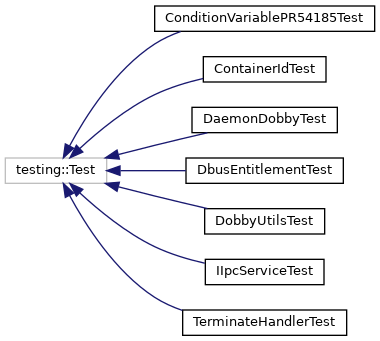 ConditionVariablePR54185Test
ContainerIdTest
DaemonDobbyTest
testing::Test
DbusEntitlementTest
DobbyUtilsTest
IIpcServiceTest
TerminateHandlerTest